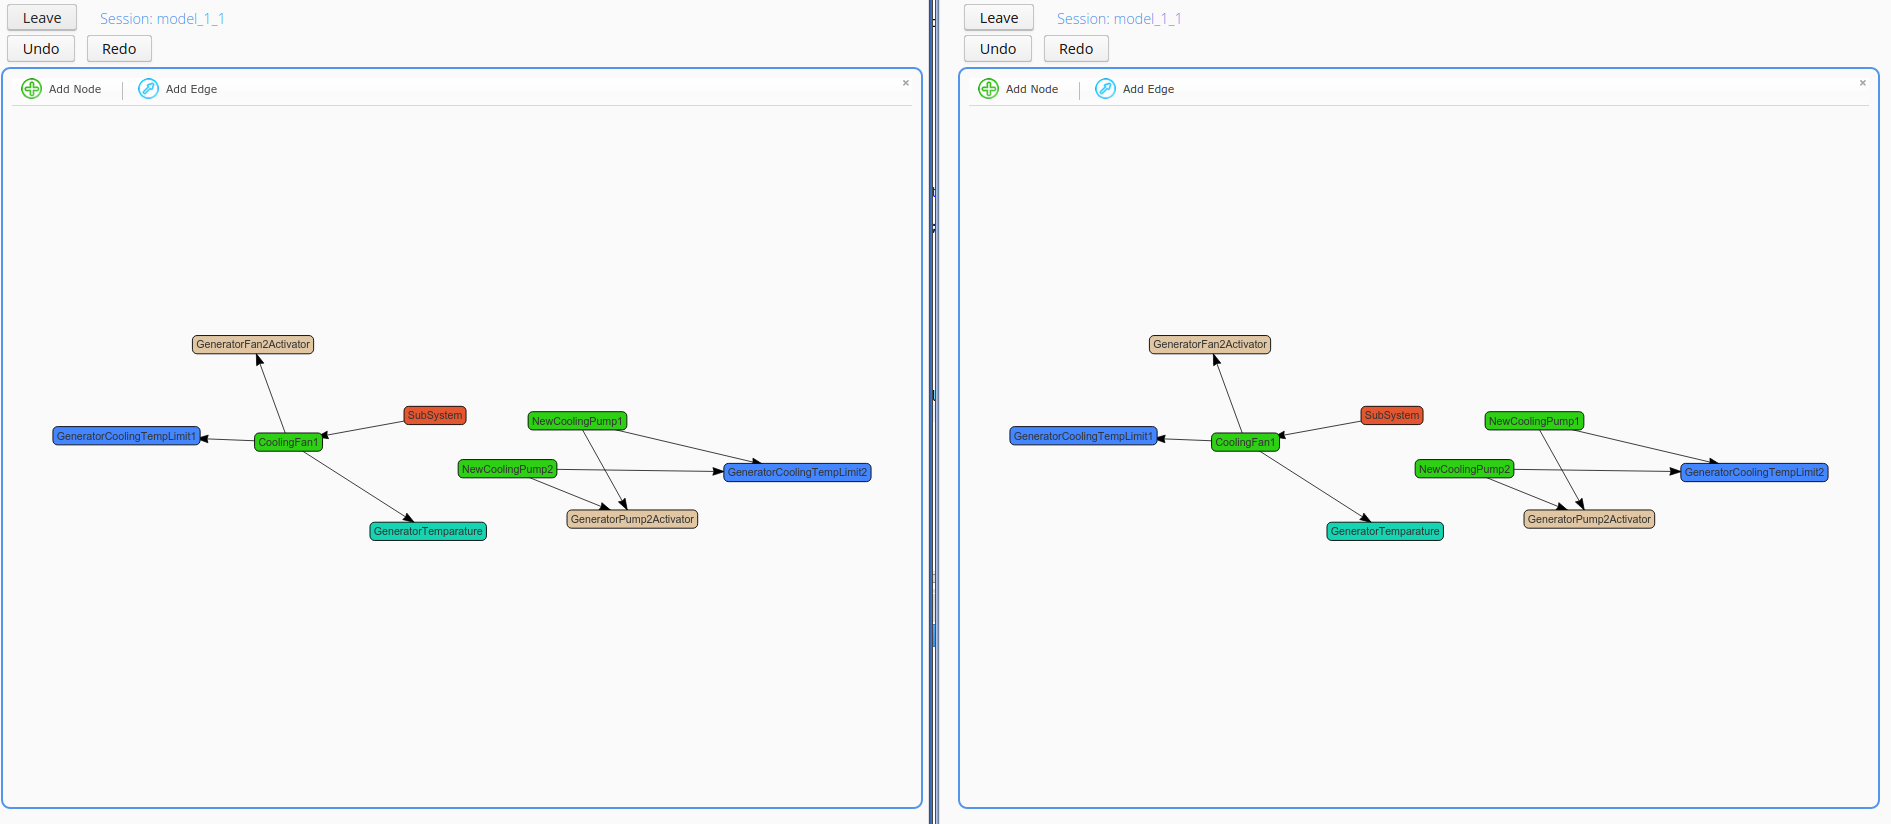 Leave Session: model_1_1
Undo Redo
Add Node Add Edge
GeneratorFan2Activator
SubSystem
NewCoolingPump1
GeneratorCoolingTempLimit1
CoolingFan1
NewCoolingPump2
GeneratorCoolingTempLimit2
GeneratorPump2Activator
GeneratorTemparature
Leave Session: model_1_1
Undo Redo
Add Node Add Edge
GeneratorFan2Activator
SubSystem
NewCoolingPump1
GeneratorCoolingTempLimit1
CoolingFan1
NewCoolingPump2
GeneratorCoolingTempLimit2
GeneratorPump2Activator
GeneratorTemparature